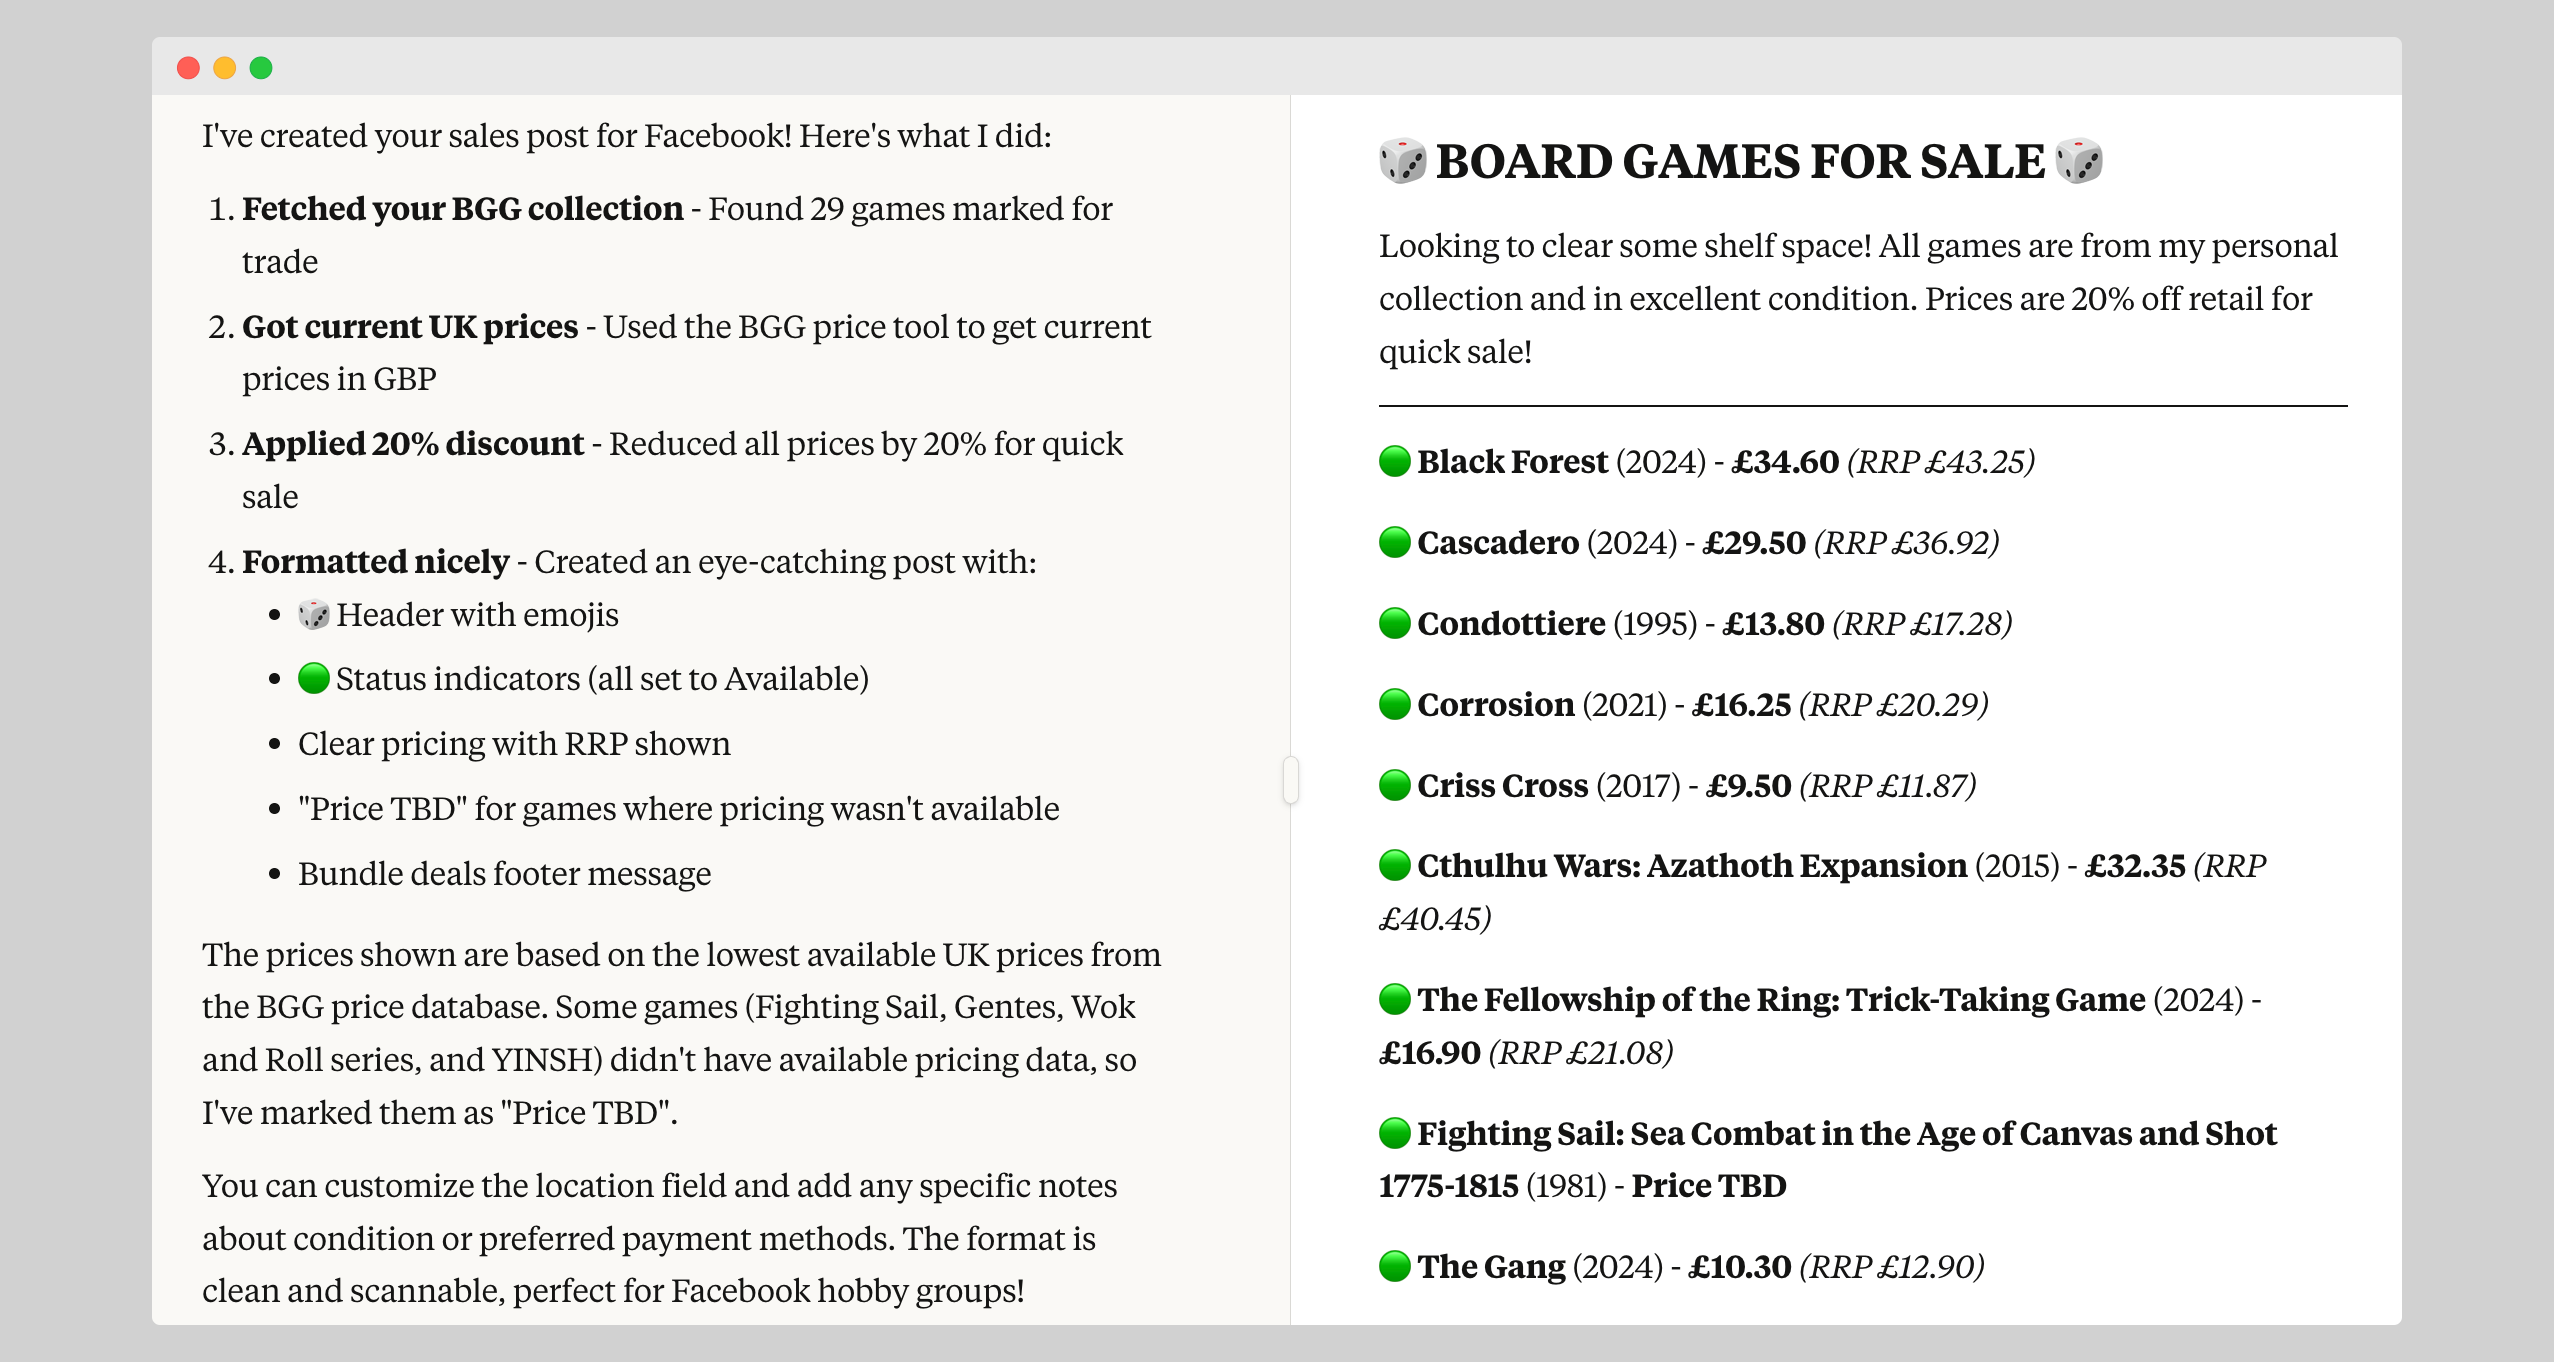 I've created your sales post for Facebook! Here's what I did:
1. Fetched your BGG collection - Found 29 games marked for
trade
2. Got current UK prices - Used the BGG price tool to get current
prices in GBP
3. Applied 20% discount - Reduced all prices by 20% for quick
sale
4. Formatted nicely - Created an eye-catching post with:
• 🎲 Header with emojis
• 🟢 Status indicators (all set to Available)
• Clear pricing with RRP shown
• "Price TBD" for games where pricing wasn't available
• Bundle deals footer message
The prices shown are based on the lowest available UK prices from
the BGG price database. Some games (Fighting Sail, Gentes, Wok
and Roll series, and YINSH) didn't have available pricing data, so
I've marked them as "Price TBD".
You can customize the location field and add any specific notes
about condition or preferred payment methods. The format is
clean and scannable, perfect for Facebook hobby groups!
🎲 BOARD GAMES FOR SALE 🎲
Looking to clear some shelf space! All games are from my personal
collection and in excellent condition. Prices are 20% off retail for
quick sale!
🟢 Black Forest (2024) - £34.60 (RRP £43.25)
🟢 Cascadero (2024) - £29.50 (RRP £36.92)
🟢 Condottiere (1995) - £13.80 (RRP £17.28)
🟢 Corrosion (2021) - £16.25 (RRP £20.29)
🟢 Criss Cross (2017) - £9.50 (RRP £11.87)
🟢 Cthulhu Wars: Azathoth Expansion (2015) - £32.35 (RRP
£40.45)
🟢 The Fellowship of the Ring: Trick-Taking Game (2024) -
£16.90 (RRP £21.08)
🟢 Fighting Sail: Sea Combat in the Age of Canvas and Shot
1775-1815 (1981) - Price TBD
🟢 The Gang (2024) - £10.30 (RRP £12.90)